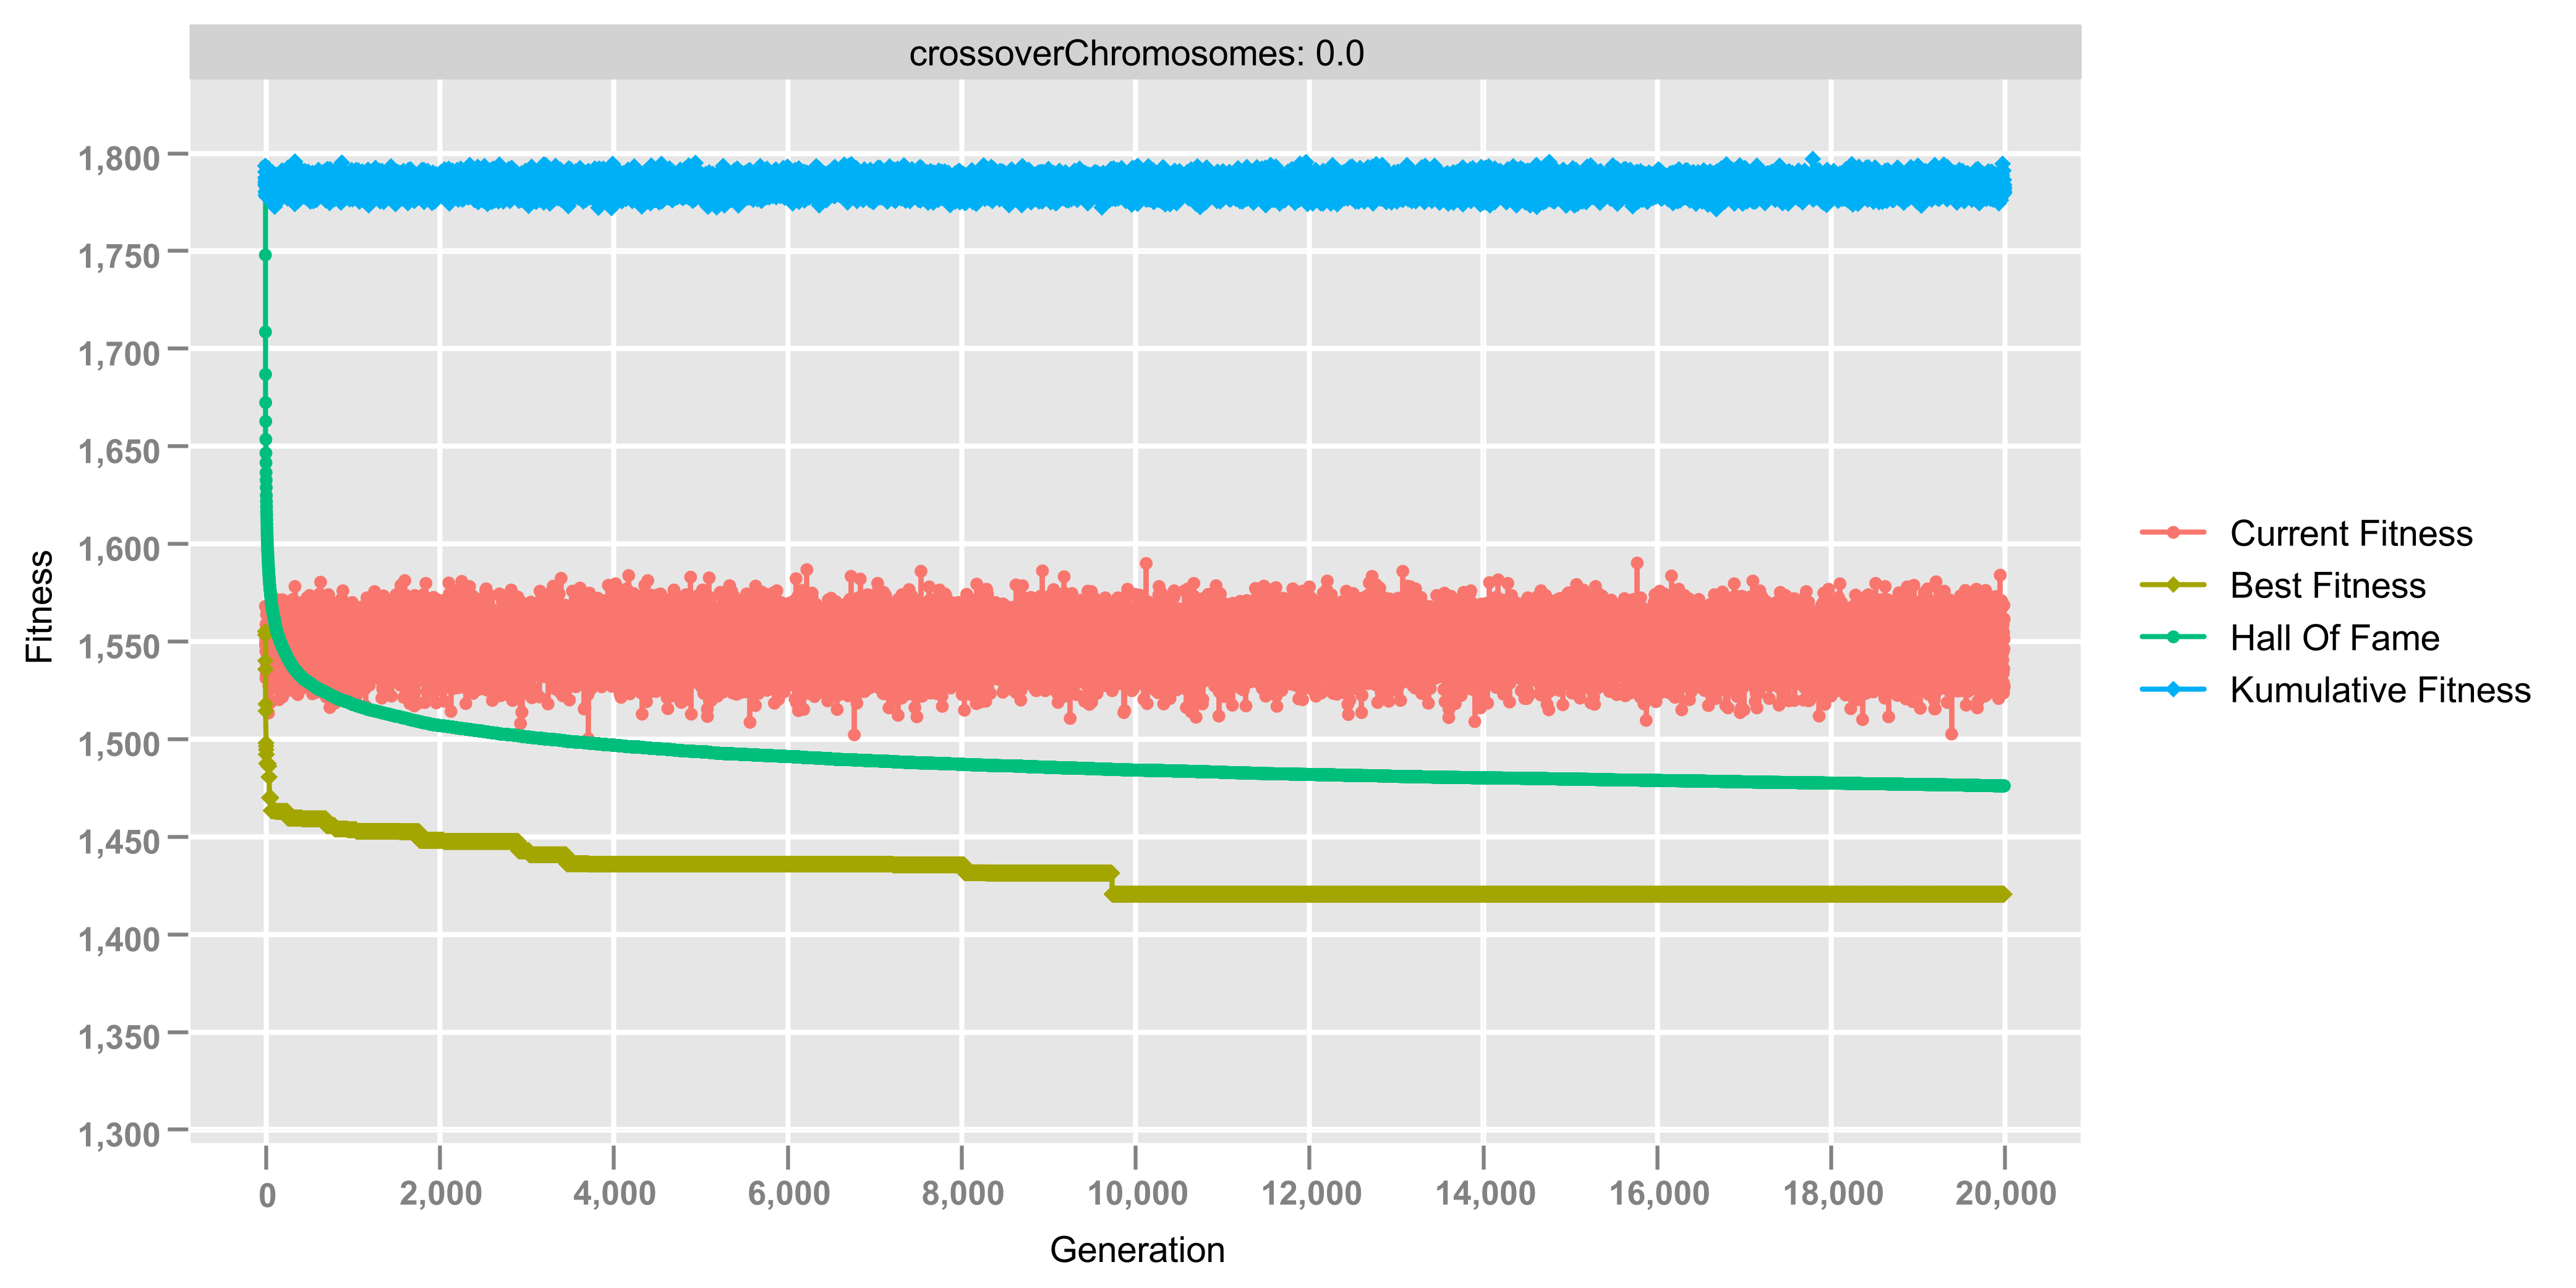 crossoverChromosomes: 0.0
1,800
1,750
1,700
1,650
1,600
1,550
1,500
1,450
1,400
1,350
1,300
Fitness
0 2,000 4,000 6,000 8,000 10,000 12,000 14,000 16,000 18,000 20,000
Generation
Current Fitness
Best Fitness
Hall Of Fame
Kumulative Fitness